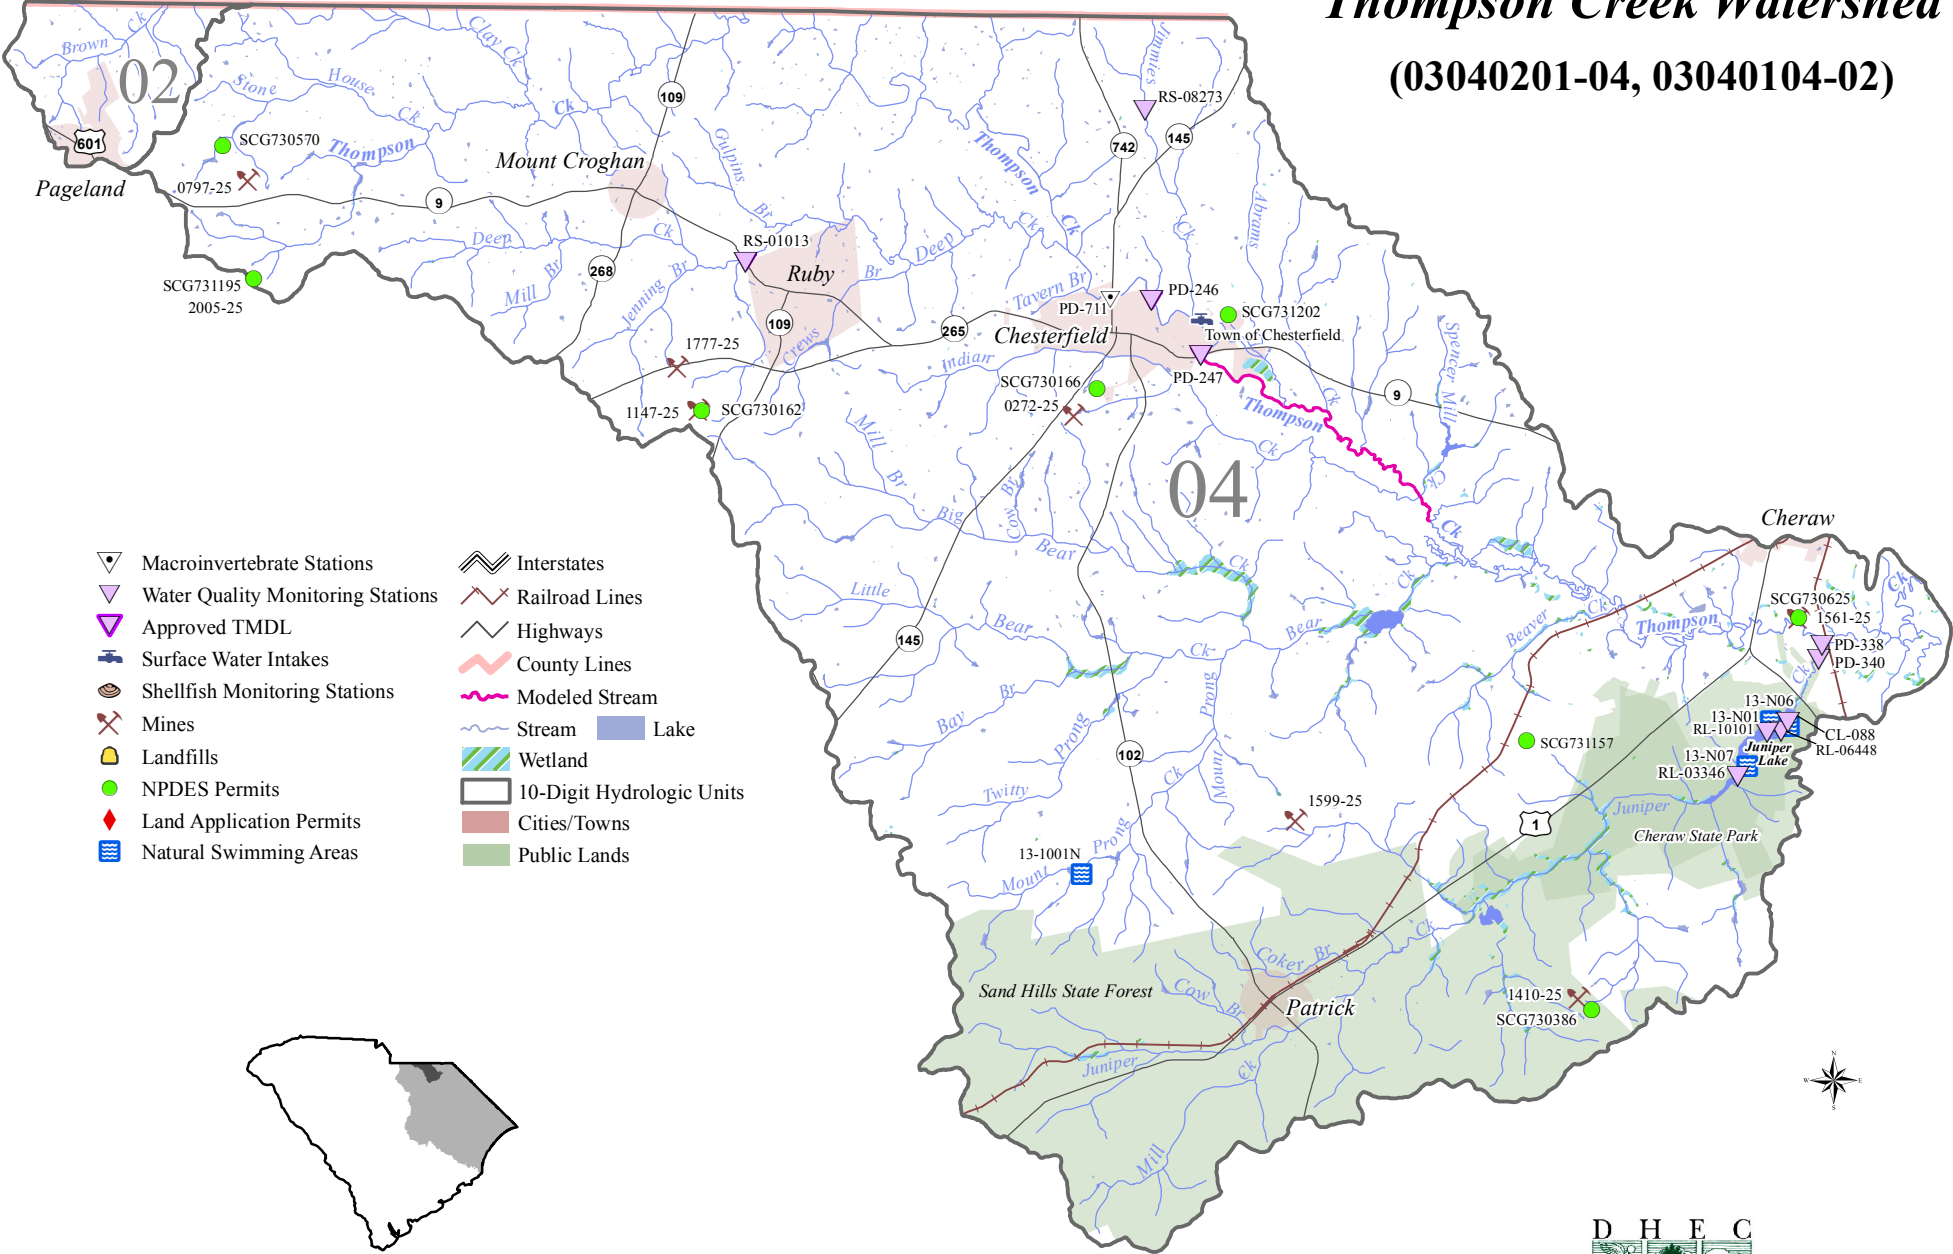 Thompson Creek Watershed
(03040201-04, 03040104-02)
Brown Ck
02
601
Pageland
Stone House Ck
Clay Ck
Ck
SCG730570
Thompson
0797-25
9
Mount Croghan
109
Gulpins Br
Deep
Ck
Mill Br
268
Jenning Br
SCG731195
2005-25
RS-01013
Ruby
109
Crews
Br
Deep
Ck
Thompson Ck
Jimmies
Ck
RS-08273
742
145
Abrams
Ck
Tavern Br
PD-711
PD-246
SCG731202
Town of Chesterfield
Chesterfield
PD-247
265
Indian
1777-25
1147-25
SCG730162
SCG730166
0272-25
Thompson
Ck
Spencer Mill
Ck
9
04
Mill Br
Cow Br
Big
Bear
Ck
Ck
Little
Bear
Ck
Bear
Ck
Beaver
Ck
145
Bay
Br
Prong
Mount Prong
Ck
Twitty
102
1599-25
13-1001N
Mount Prong
Cheraw
Ck
SCG730625
1561-25
Thompson
PD-338
PD-340
Ck
13-N06
13-N01
RL-10101
CL-088
RL-06448
Juniper
Lake
13-N07
RL-03346
SCG731157
Juniper
1
Cheraw State Park
Ck
Coker Br
Cow
Br
Sand Hills State Forest
Patrick
1410-25
SCG730386
Juniper
Ck
Mill
Macroinvertebrate Stations
Water Quality Monitoring Stations
Approved TMDL
Surface Water Intakes
Shellfish Monitoring Stations
Mines
Landfills
NPDES Permits
Land Application Permits
Natural Swimming Areas
Interstates
Railroad Lines
Highways
County Lines
Modeled Stream
Stream
Lake
Wetland
10-Digit Hydrologic Units
Cities/Towns
Public Lands
N
W E
S
D H E C